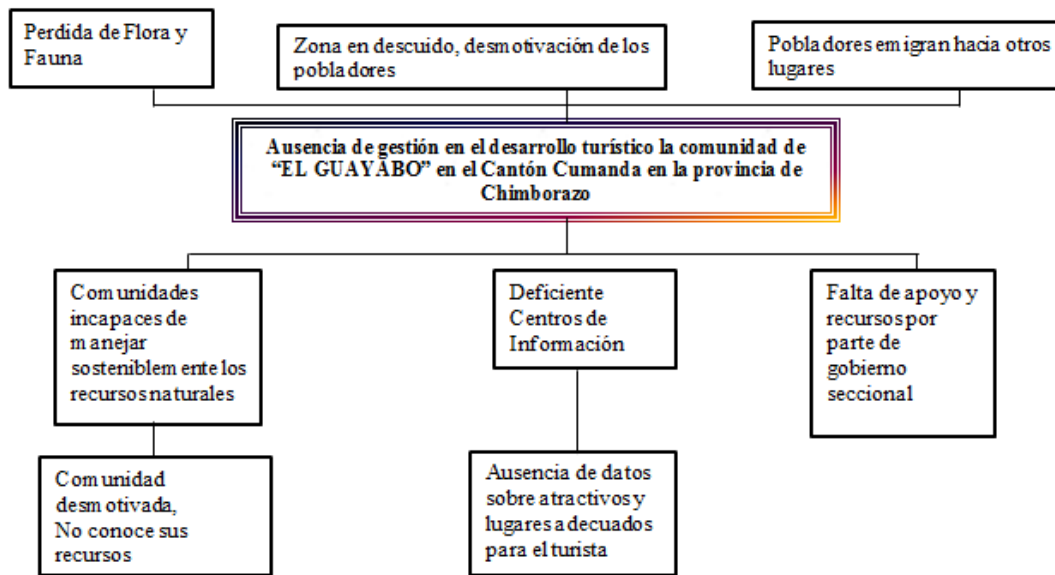 Perdida de Flora y
Fauna
Zona en descuido, desmotivación de los
pobladores
Pobladores emigran hacia otros
lugares
Ausencia de gestión en el desarrollo turístico la comunidad de
“EL GUAYABO” en el Cantón Cumanda en la provincia de
Chimborazo
Comunidades
incapaces de
manejar
sosteniblemente los
recursos naturales
Deficiente
Centros de
Información
Falta de apoyo y
recursos por
parte de
gobierno
seccional
Comunidad
desmotivada,
No conoce sus
recursos
Ausencia de datos
sobre atractivos y
lugares adecuados
para el turista